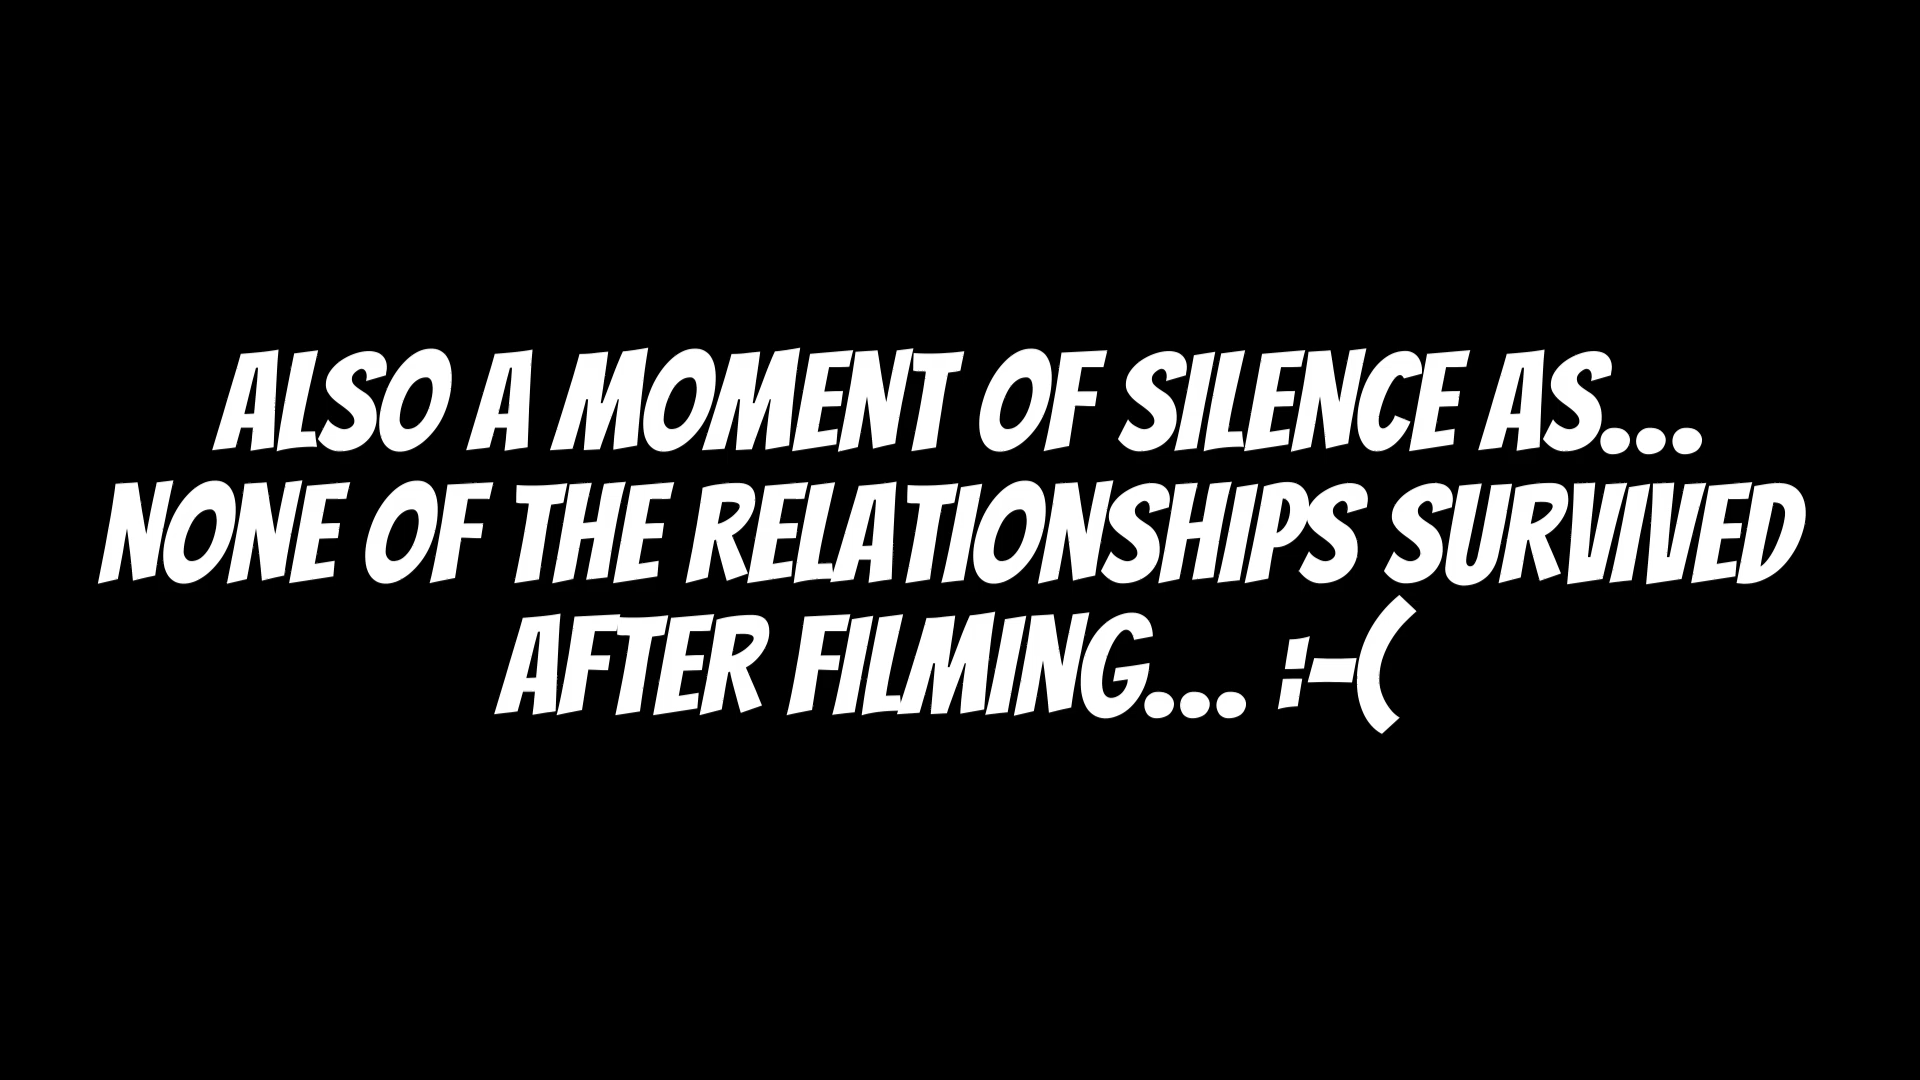 ALSO A MOMENT OF SILENCE AS...
NONE OF THE RELATIONSHIPS SURVIVED
AFTER FILMING... :-(